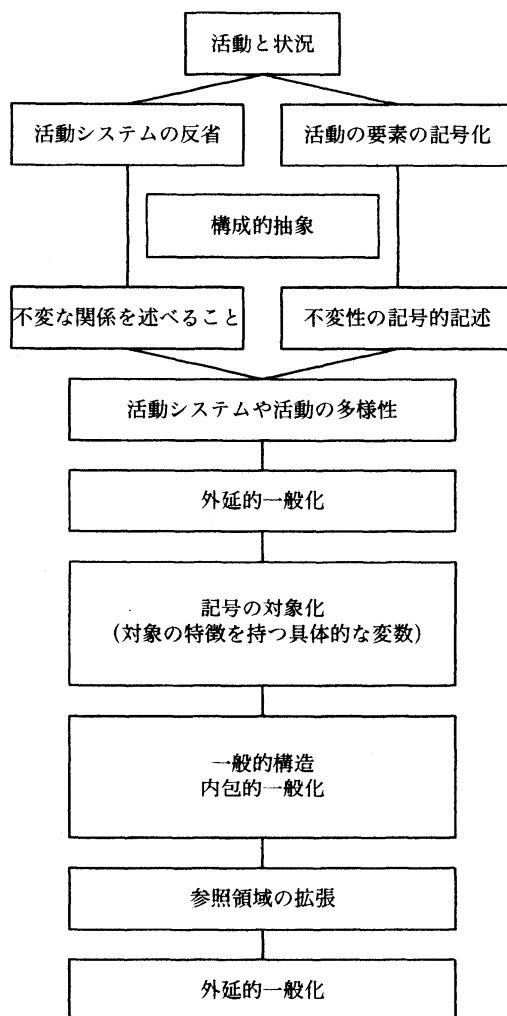 活動と状況
活動システムの反省
活動の要素の記号化
構成的抽象
不変な関係を述べること
不変性の記号的記述
活動システムや活動の多様性
外延的一般化
記号の対象化
(対象の特徴を持つ具体的な変数)
一般的構造
内包的一般化
参照領域の拡張
外延的一般化